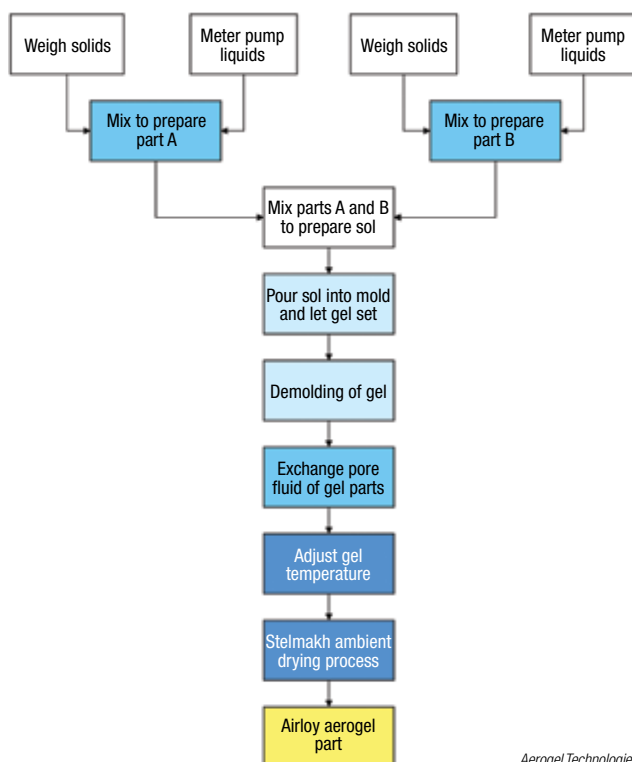 Weigh solids
Meter pump
liquids
Weigh solids
Meter pump
liquids
Mix to prepare
part A
Mix to prepare
part B
Mix parts A and B
to prepare sol
Pour sol into mold
and let gel set
Demolding of gel
Exchange pore
fluid of gel parts
Adjust gel
temperature
Stelmakh ambient
drying process
Airloy aerogel
part
Aerogel Technologie